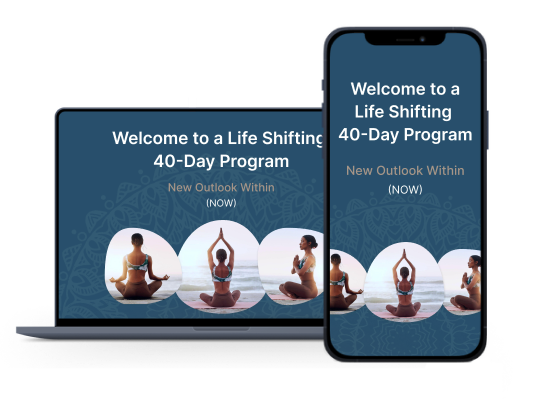 Welcome to a Life Shifting
40-Day Program
New Outlook Within
(NOW)
Welcome to a
Life Shifting
40-Day Program
New Outlook Within
(NOW)